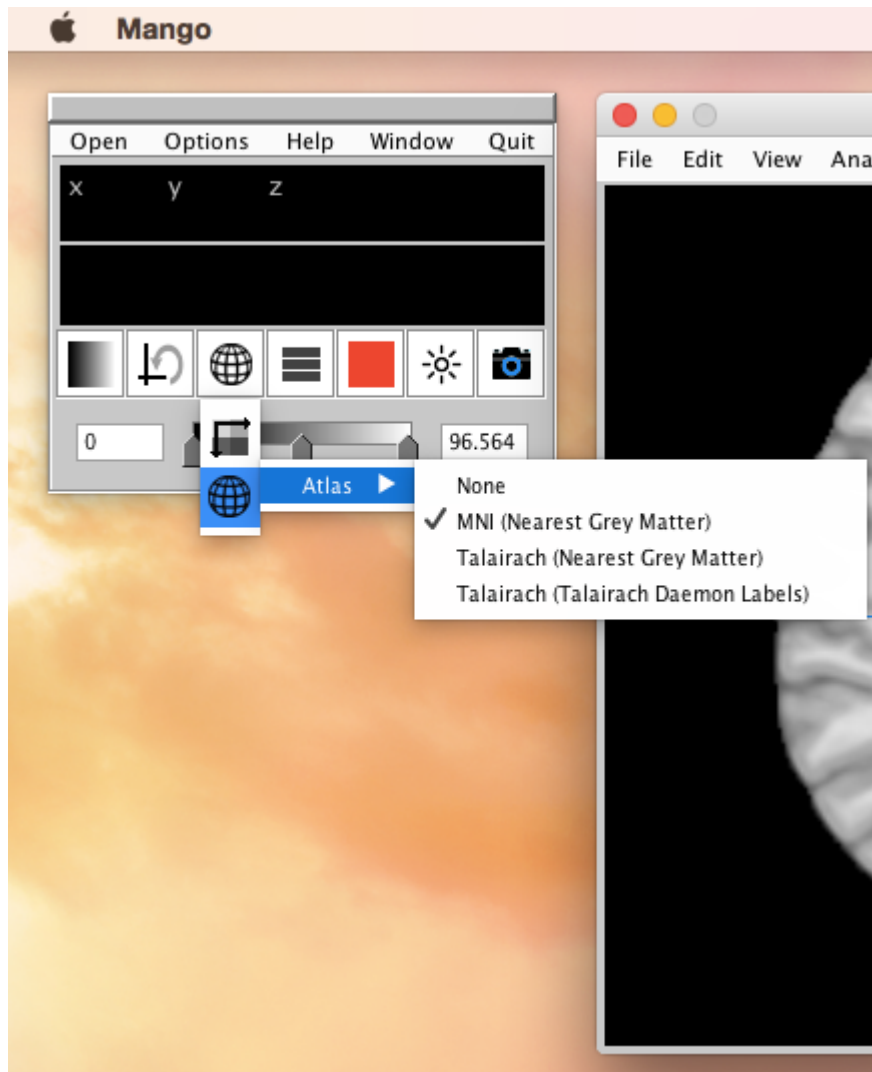 Mango
Open Options Help Window Quit
x y z
0 96.564
Atlas
None
MNI (Nearest Grey Matter)
Talairach (Nearest Grey Matter)
Talairach (Talairach Daemon Labels)
File Edit View Ana